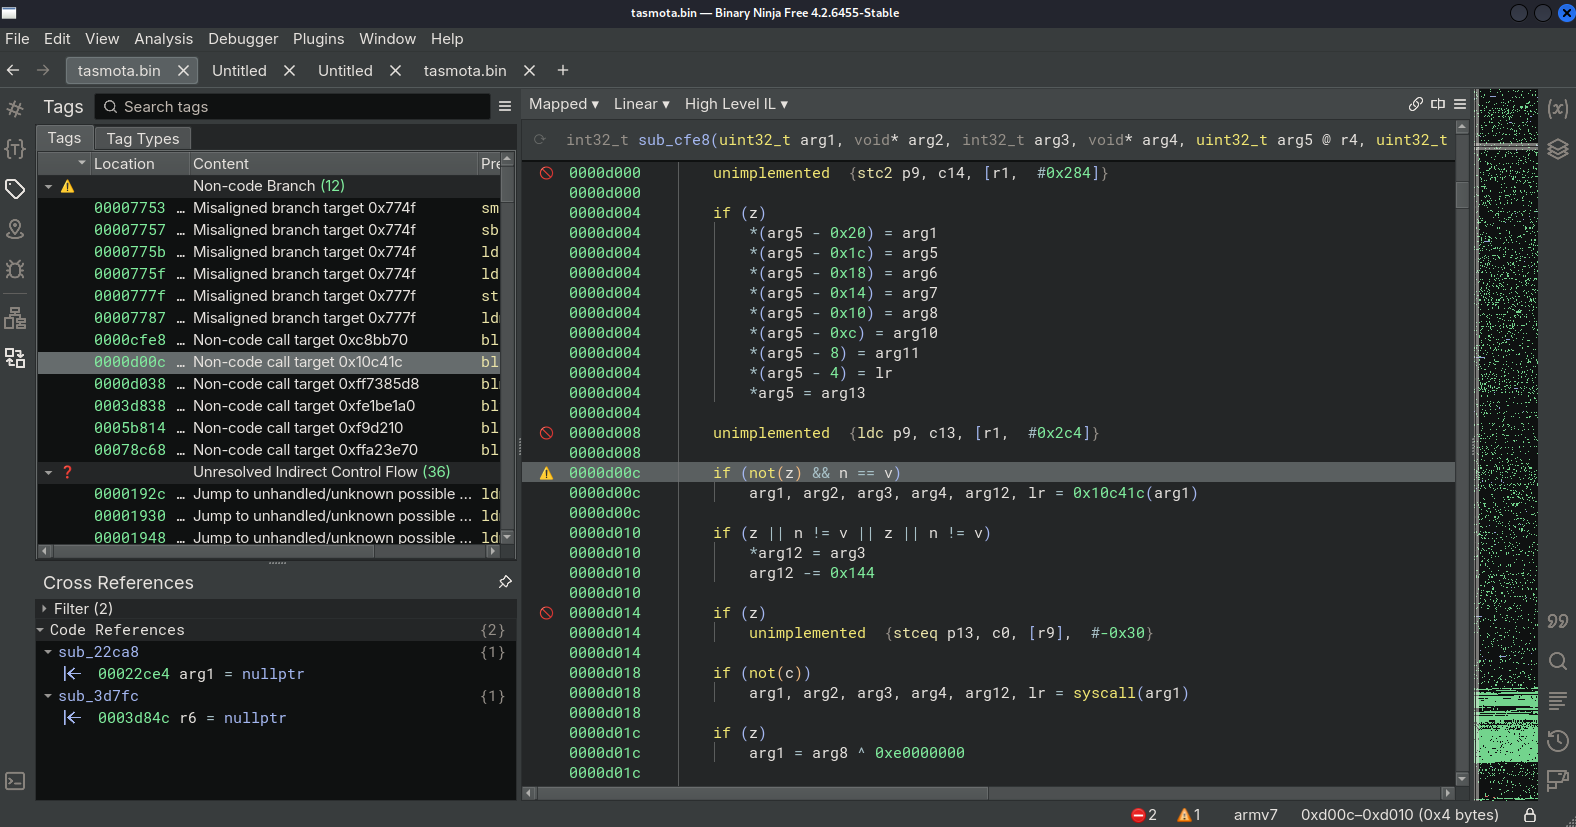 tasmota.bin — Binary Ninja Free 4.2.6455-Stable
File Edit View Analysis Debugger Plugins Window Help
tasmota.bin Untitled Untitled tasmota.bin
Tags Search tags
Tags Tag Types
Location Content Pre
Non-code Branch (12)
00007753 … Misaligned branch target 0x774f sm
00007757 … Misaligned branch target 0x774f sb
0000775b … Misaligned branch target 0x774f ld
0000775f … Misaligned branch target 0x774f ld
0000777f … Misaligned branch target 0x777f st
00007787 … Misaligned branch target 0x777f ld
0000cfe8 … Non-code call target 0xc8bb70 bl
0000d00c … Non-code call target 0x10c41c bl
0000d038 … Non-code call target 0xff7385d8 bl
0003d838 … Non-code call target 0xfe1be1a0 bl
0005b814 … Non-code call target 0xf9d210 bl
00078c68 … Non-code call target 0xffa23e70 bl
Unresolved Indirect Control Flow (36)
0000192c … Jump to unhandled/unknown possible ... ld
00001930 … Jump to unhandled/unknown possible ... ld
00001948 … Jump to unhandled/unknown possible ... ld
Cross References
Filter (2)
Code References {2}
sub_22ca8 {1}
00022ce4 arg1 = nullptr
sub_3d7fc {1}
0003d84c r6 = nullptr
Mapped ▾ Linear ▾ High Level IL ▾
int32_t sub_cfe8(uint32_t arg1, void* arg2, int32_t arg3, void* arg4, uint32_t arg5 @ r4, uint32_t
0000d000 unimplemented {stc2 p9, c14, [r1, #0x284]}
0000d000
0000d004 if (z)
0000d004 *(arg5 - 0x20) = arg1
0000d004 *(arg5 - 0x1c) = arg5
0000d004 *(arg5 - 0x18) = arg6
0000d004 *(arg5 - 0x14) = arg7
0000d004 *(arg5 - 0x10) = arg8
0000d004 *(arg5 - 0xc) = arg10
0000d004 *(arg5 - 8) = arg11
0000d004 *(arg5 - 4) = lr
0000d004 *arg5 = arg13
0000d004
0000d008 unimplemented {ldc p9, c13, [r1, #0x2c4]}
0000d008
0000d00c if (not(z) && n == v)
0000d00c arg1, arg2, arg3, arg4, arg12, lr = 0x10c41c(arg1)
0000d00c
0000d010 if (z || n != v || z || n != v)
0000d010 *arg12 = arg3
0000d010 arg12 -= 0x144
0000d010
0000d014 if (z)
0000d014 unimplemented {stceq p13, c0, [r9], #-0x30}
0000d014
0000d018 if (not(c))
0000d018 arg1, arg2, arg3, arg4, arg12, lr = syscall(arg1)
0000d018
0000d01c if (z)
0000d01c arg1 = arg8 ^ 0xe0000000
0000d01c
2 1 armv7 0xd00c–0xd010 (0x4 bytes)